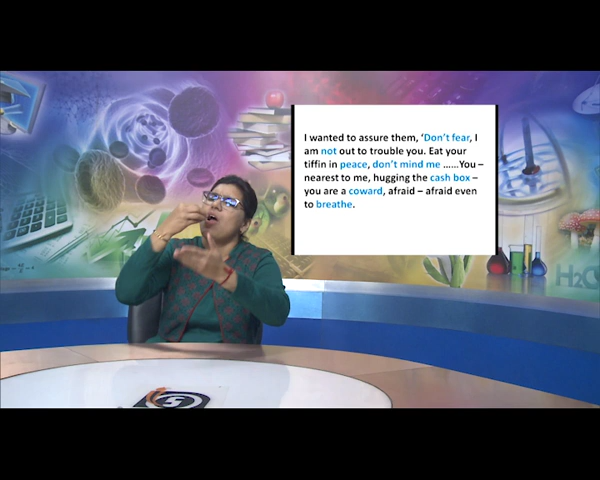 I wanted to assure them, ‘Don’t fear, I
am not out to trouble you. Eat your
tiffin in peace, don’t mind me ......You –
nearest to me, hugging the cash box –
you are a coward, afraid – afraid even
to breathe.
H2O